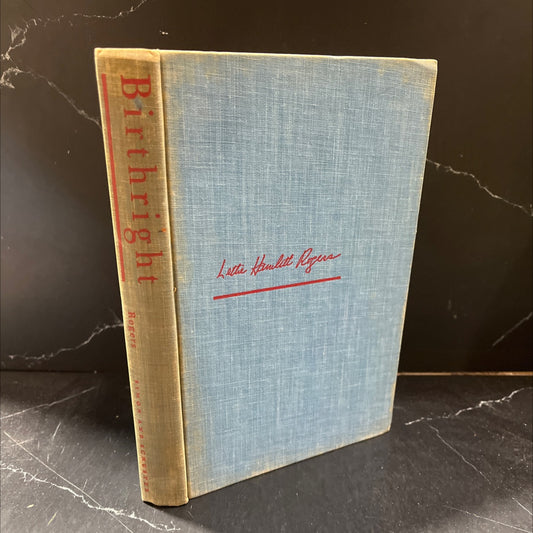 Birthright
Rogers
SIMON AND SCHUSTER
Lettie Hamlett Rogers